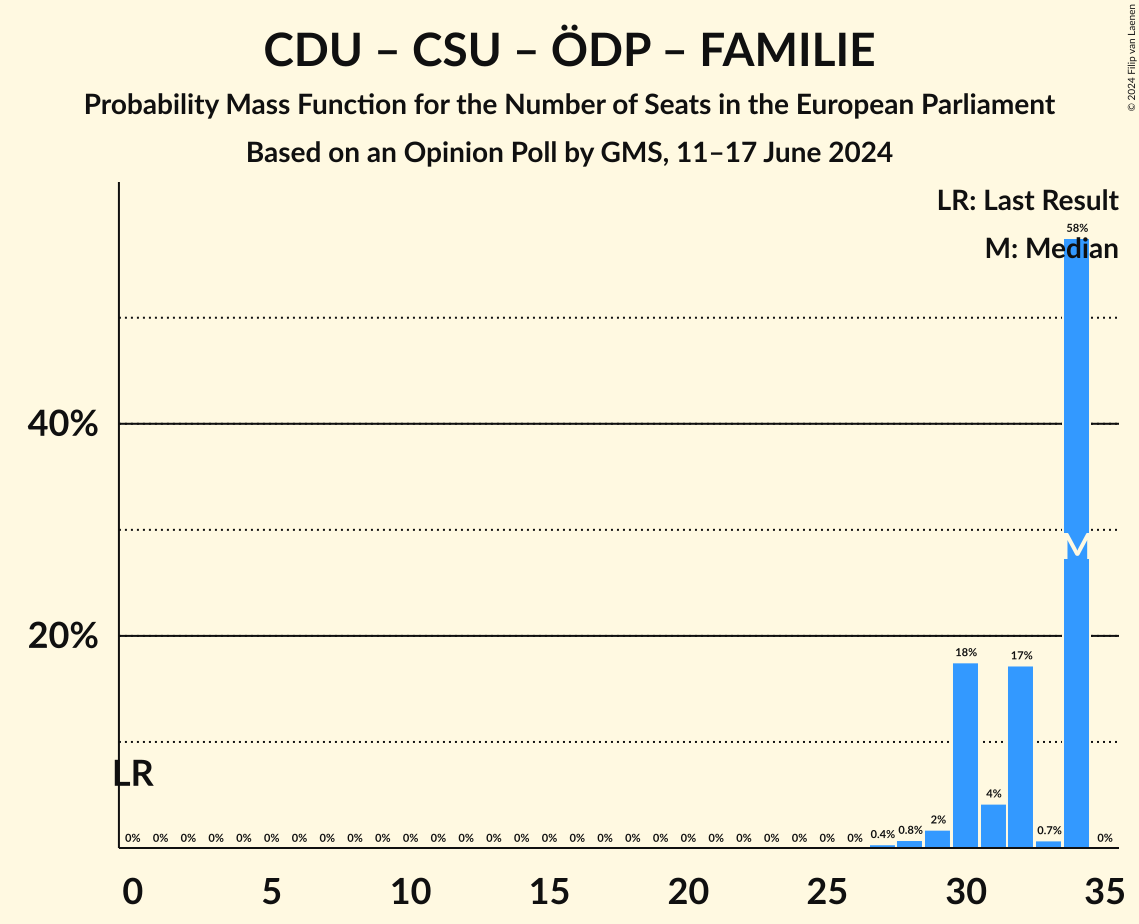 CDU – CSU – ÖDP – FAMILIE
Probability Mass Function for the Number of Seats in the European Parliament
Based on an Opinion Poll by GMS, 11–17 June 2024
© 2024 Filip van Laenen
LR: Last Result
M: Median
58%
40%
M
20%
18%
17%
LR
4%
2%
0% 0% 0% 0% 0% 0% 0% 0% 0% 0% 0% 0% 0% 0% 0% 0% 0% 0% 0% 0% 0% 0% 0% 0% 0% 0% 0% 0.4% 0.8% 0.7% 0%
0 5 10 15 20 25 30 35